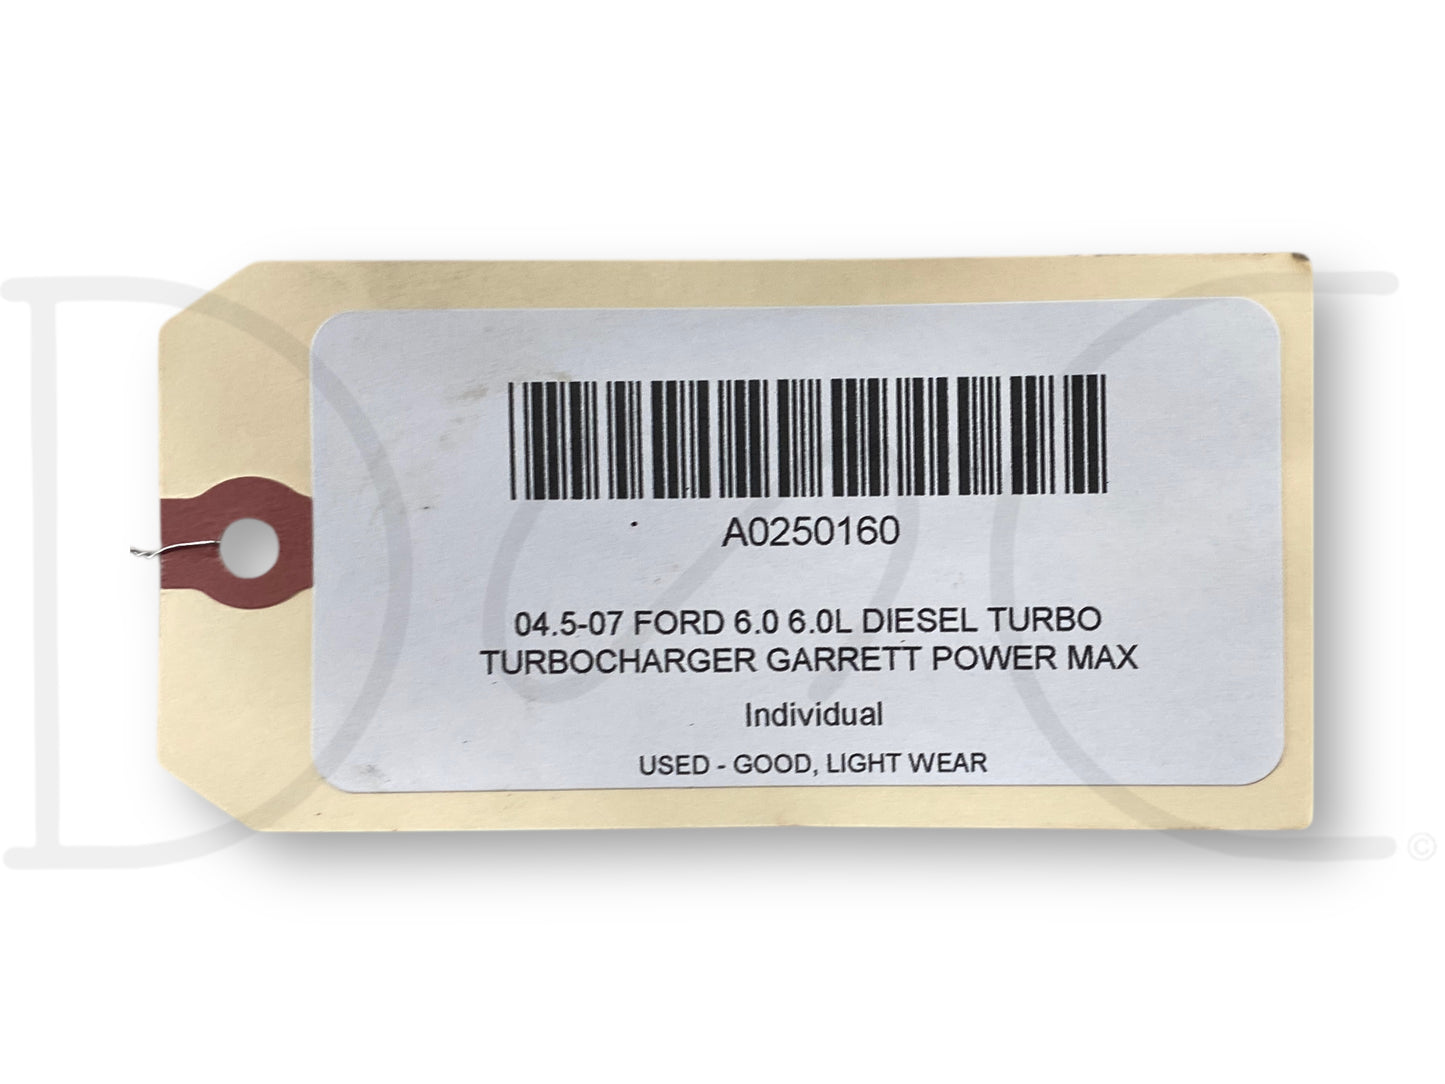 A0250160
04.5-07 FORD 6.0 6.0L DIESEL TURBO
TURBOCHARGER GARRETT POWER MAX
Individual
USED - GOOD, LIGHT WEAR
©